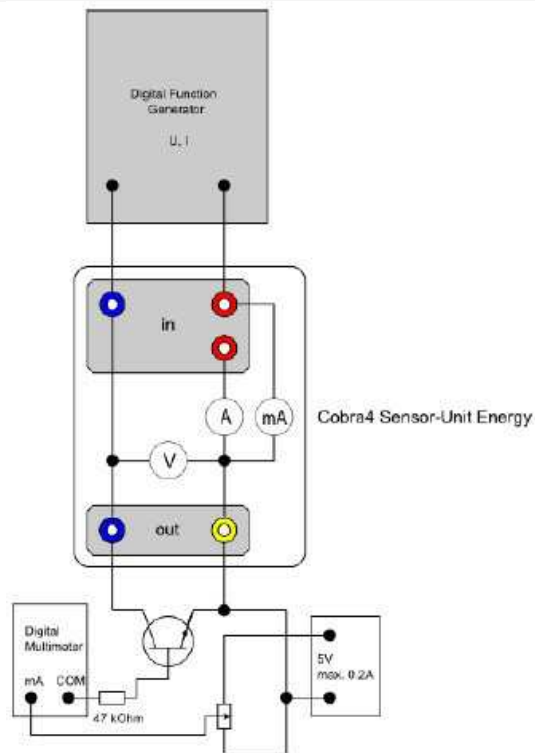 Digital Function
Generator
U, I
in
A
mA
Cobra4 Sensor-Unit Energy
V
out
Digital
Multimeter
mA
COM
47 kOhm
5V
max. 0.2A